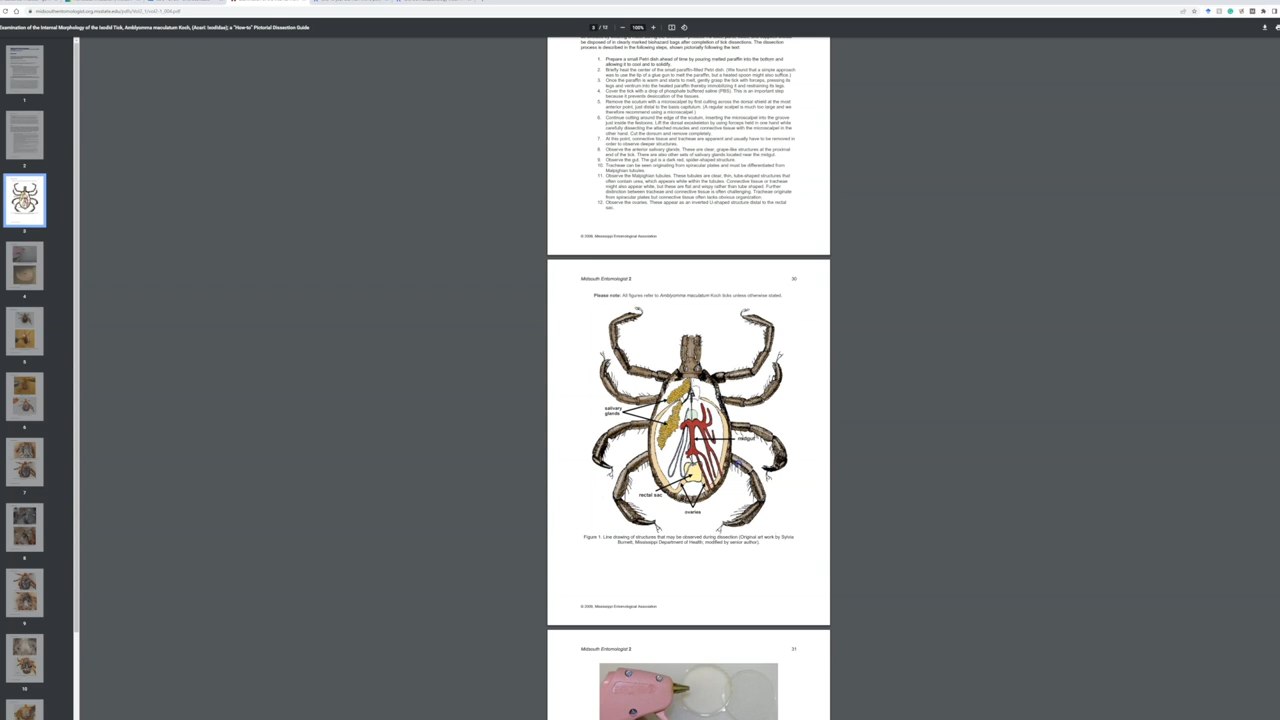 midsouthentomologist.org.msstate.edu/pdfs/Vol2_1/vol2-1_004.pdf
Examination of the Internal Morphology of the Ixodid Tick, Amblyomma maculatum Koch, (Acari: Ixodidae); a "How-to" Pictorial Dissection Guide
3 / 12
100%
1
2
3
4
5
6
7
8
9
10
be disposed of in clearly marked biohazard bags after completion of tick dissections. The dissection
process is described in the following steps, shown pictorially following the text:
1. Prepare a small Petri dish ahead of time by pouring melted paraffin into the bottom and
allowing it to cool and to solidify.
2. Briefly heat the center of the small paraffin-filled Petri dish. (We found that a simple approach
was to use the tip of a glue gun to melt the paraffin, but a heated spoon might also suffice.)
3. Once the paraffin is warm and starts to melt, gently grasp the tick with forceps, pressing its
legs and ventrum into the heated paraffin thereby immobilizing it and restraining its legs.
4. Cover the tick with a drop of phosphate buffered saline (PBS). This is an important step
because it prevents desiccation of the tissues.
5. Remove the scutum with a microscalpel by first cutting across the dorsal shield at the most
anterior point, just distal to the basis capitulum. (A regular scalpel is much too large and we
therefore recommend using a microscalpel.)
6. Continue cutting around the edge of the scutum, inserting the microscalpel into the groove
just inside the festoons. Lift the dorsal exoskeleton by using forceps held in one hand while
carefully dissecting the attached muscles and connective tissue with the microscalpel in the
other hand. Cut the dorsum and remove completely.
7. At this point, connective tissue and tracheae are apparent and usually have to be removed in
order to observe deeper structures.
8. Observe the anterior salivary glands. These are clear, grape-like structures at the proximal
end of the tick. There are also other sets of salivary glands located near the midgut.
9. Observe the gut. The gut is a dark red, spider-shaped structure.
10. Tracheae can be seen originating from spiracular plates and must be differentiated from
Malpighian tubules.
11. Observe the Malpighian tubules. These tubules are clear, thin, tube-shaped structures that
often contain urea, which appears white within the tubules. Connective tissue or tracheae
might also appear white, but these are flat and wispy rather than tube shaped. Further
distinction between tracheae and connective tissue is often challenging. Tracheae originate
from spiracular plates but connective tissue often lacks obvious organization.
12. Observe the ovaries. These appear as an inverted U-shaped structure distal to the rectal
sac.
© 2009. Mississippi Entomological Association
Midsouth Entomologist 2
30
Please note: All figures refer to Amblyomma maculatum Koch ticks unless otherwise stated.
salivary
glands
midgut
rectal sac
ovaries
Figure 1. Line drawing of structures that may be observed during dissection (Original art work by Sylvia
Burnett, Mississippi Department of Health; modified by senior author).
© 2009. Mississippi Entomological Association
Midsouth Entomologist 2
31